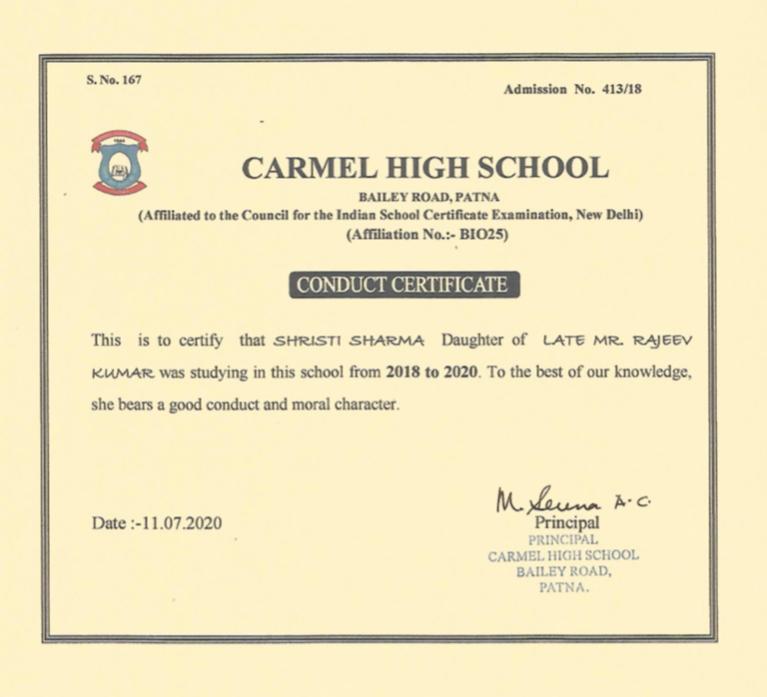 S. No. 167
Admission No. 413/18
CARMEL HIGH SCHOOL
BAILEY ROAD, PATNA
(Affiliated to the Council for the Indian School Certificate Examination, New Delhi)
(Affiliation No.:- BIO25)
CONDUCT CERTIFICATE
This is to certify that SHRISTI SHARMA Daughter of LATE MR. RAJEEV
KUMAR was studying in this school from 2018 to 2020. To the best of our knowledge,
she bears a good conduct and moral character.
M. Serena A.C.
Date :-11.07.2020
Principal
PRINCIPAL
CARMEL HIGH SCHOOL
BAILEY ROAD,
PATNA.